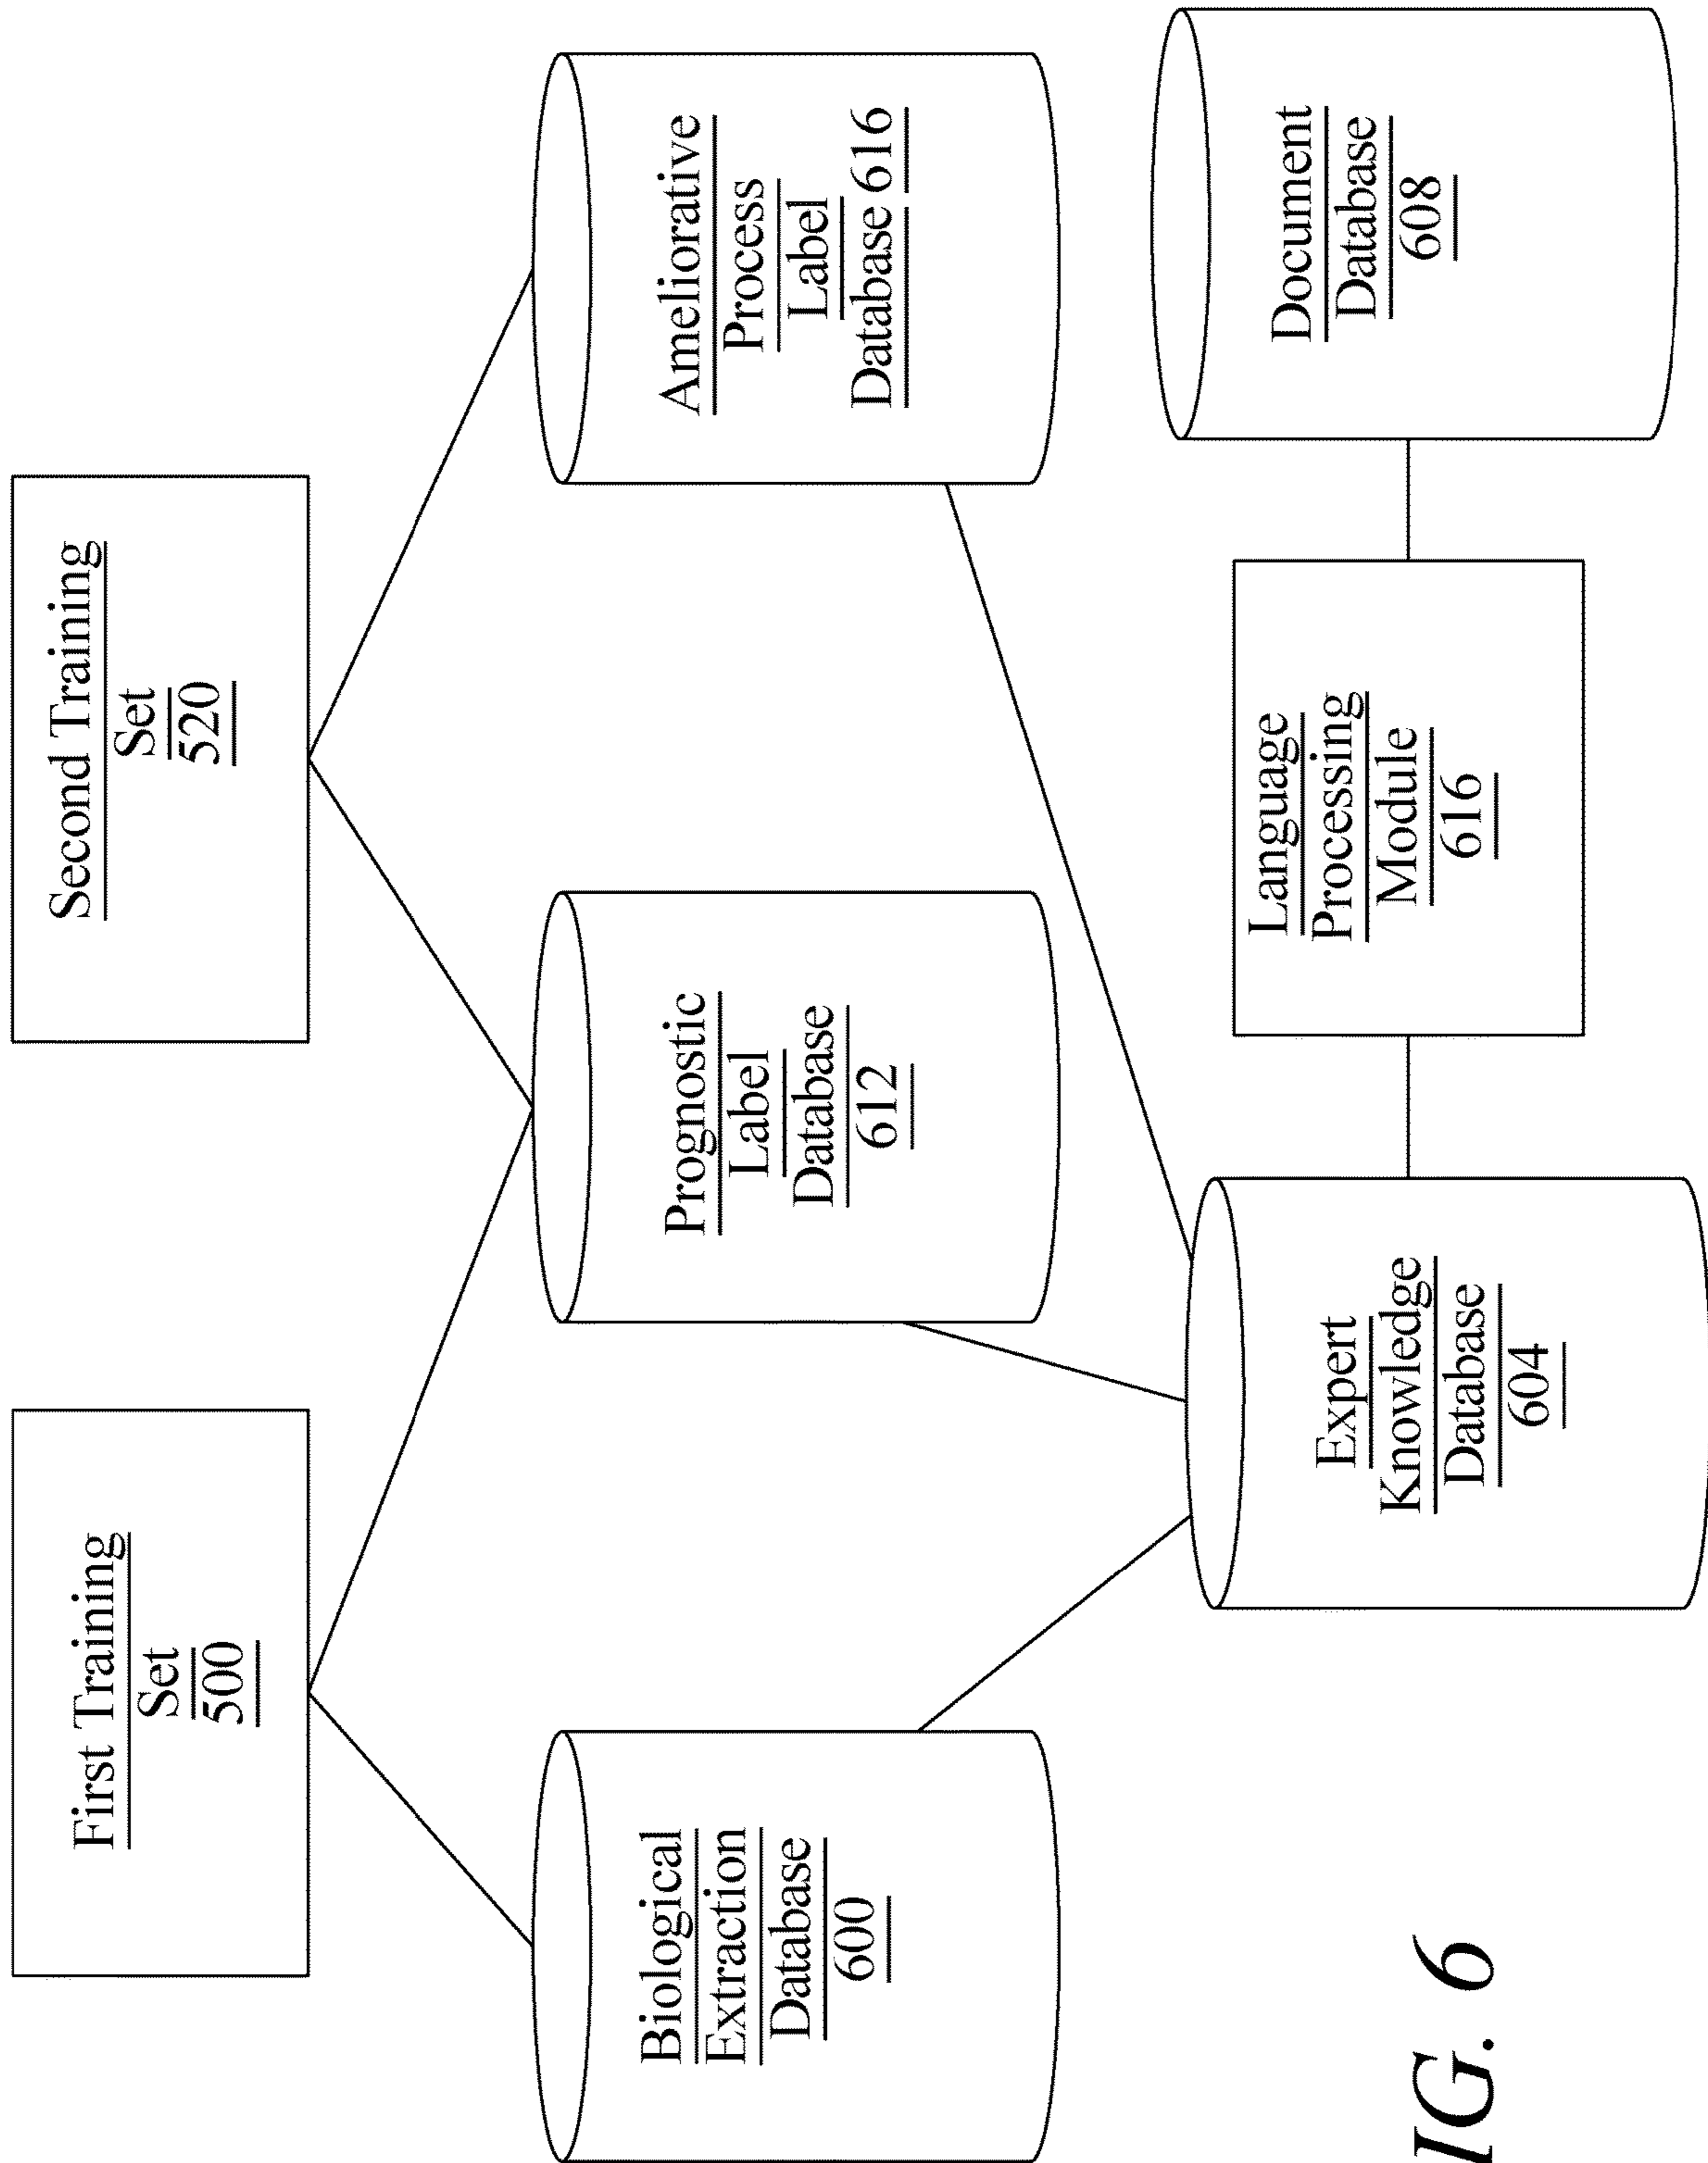 First Training
Set
500
Second Training
Set
520
Biological
Extraction
Database
600
Prognostic
Label
Database
612
Ameliorative
Process
Label
Database 616
Expert
Knowledge
Database
604
Language
Processing
Module
616
Document
Database
608
IG. 6